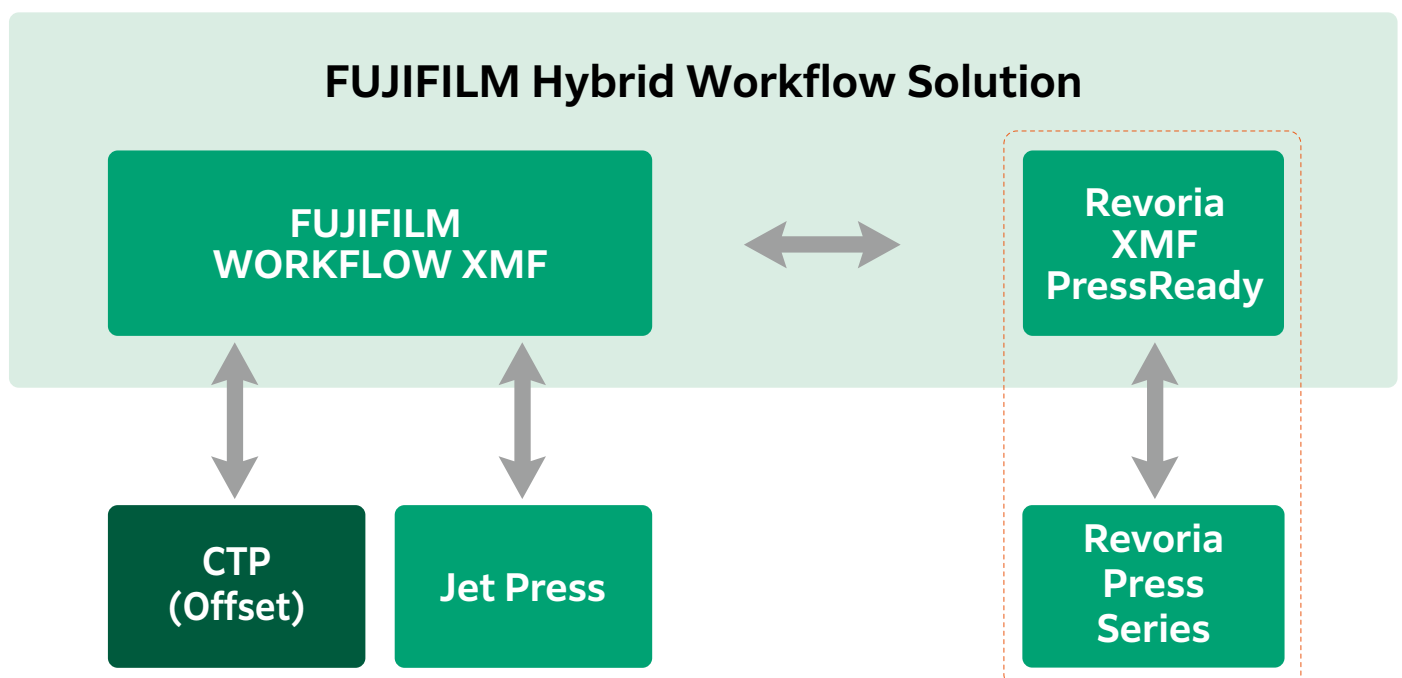 FUJIFILM Hybrid Workflow Solution
FUJIFILM
WORKFLOW XMF
Revoria
XMF
PressReady
CTP
(Offset)
Jet Press
Revoria
Press
Series